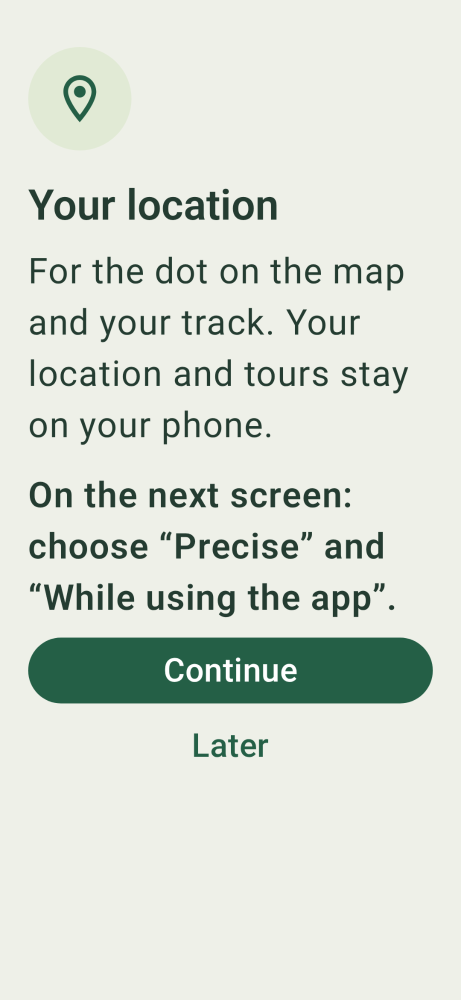 Your location
For the dot on the map
and your track. Your
location and tours stay
on your phone.
On the next screen:
choose “Precise” and
“While using the app”.
Continue
Later